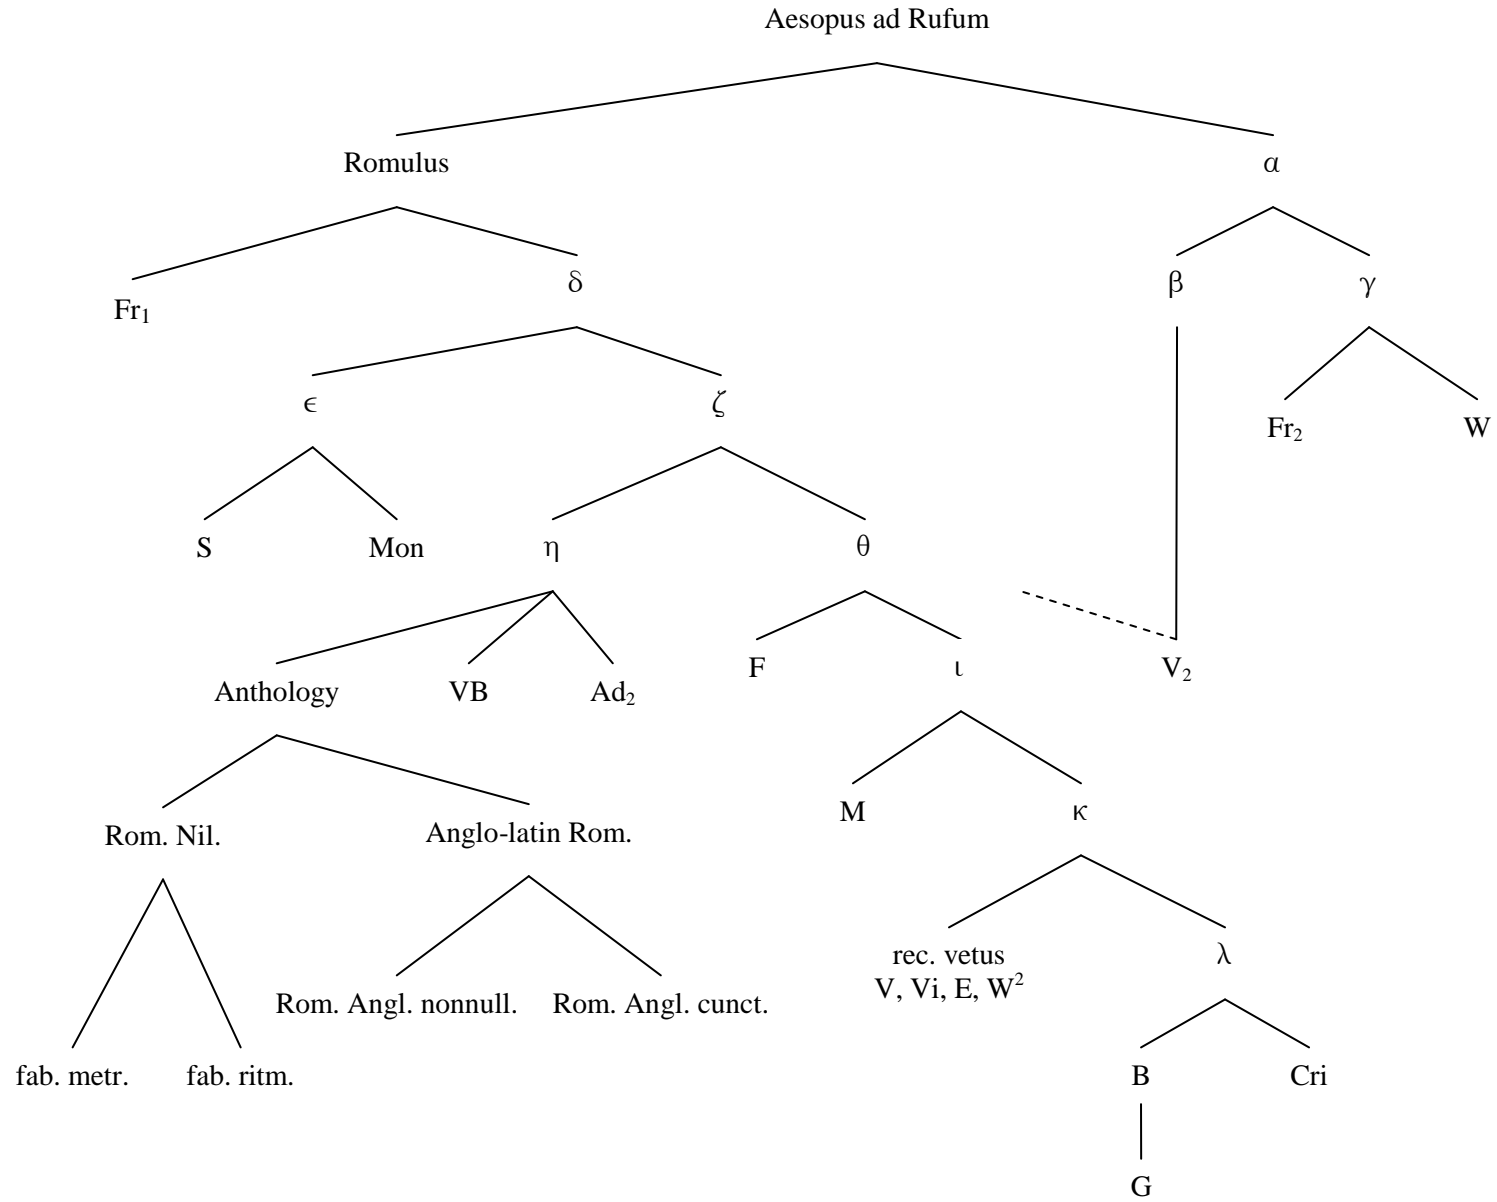 Aesopus ad Rufum
Romulus α
Fr₁ δ β γ
ϵ ζ Fr₂ W
S Mon η θ
Anthology VB Ad₂ F ι V₂
Rom. Nil. Anglo-latin Rom. M κ
rec. vetus λ
V, Vi, E, W²
Rom. Angl. nonnull. Rom. Angl. cunct.
fab. metr. fab. ritm. B Cri
G